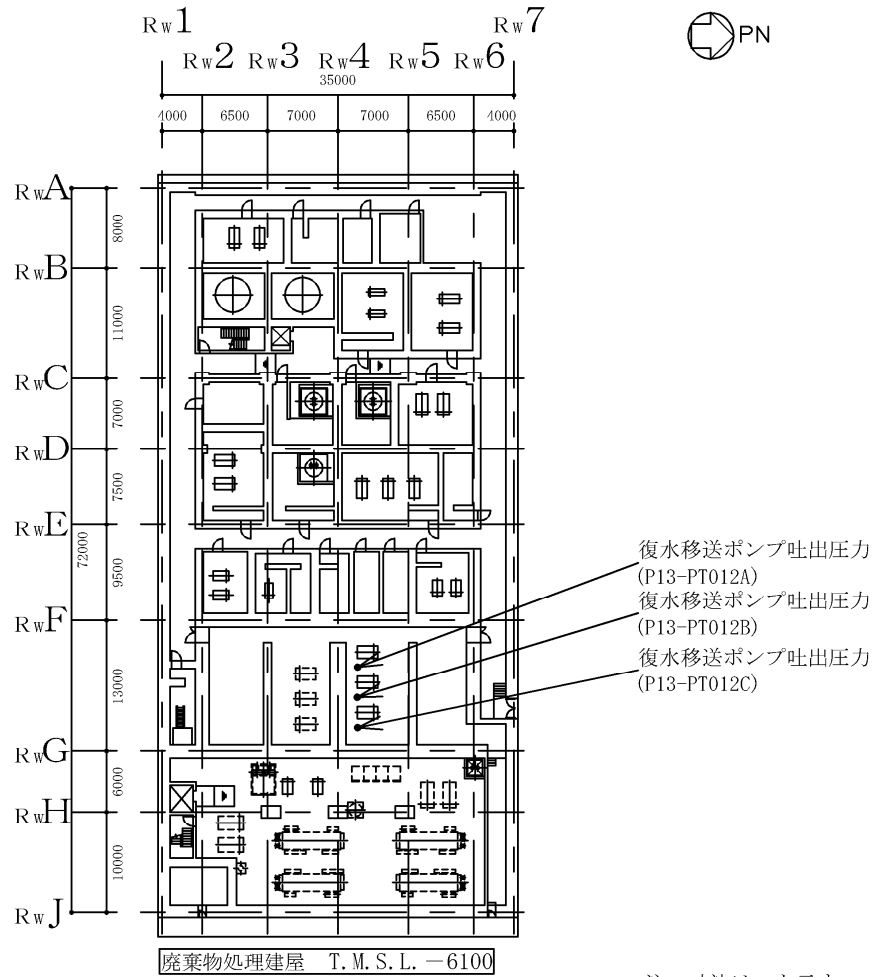 Rw1 Rw7
PN
Rw2 Rw3 Rw4 Rw5 Rw6
35000
4000 6500 7000 7000 6500 4000
RwA
8000
RwB
11000
RwC
7000
RwD
7500
RwE
72000
9500
復水移送ポンプ吐出圧力
(P13-PT012A)
復水移送ポンプ吐出圧力
(P13-PT012B)
RwF
復水移送ポンプ吐出圧力
(P13-PT012C)
13000
RwG
6000
RwH
10000
RwJ
廃棄物処理建屋 T.M.S.L.-6100